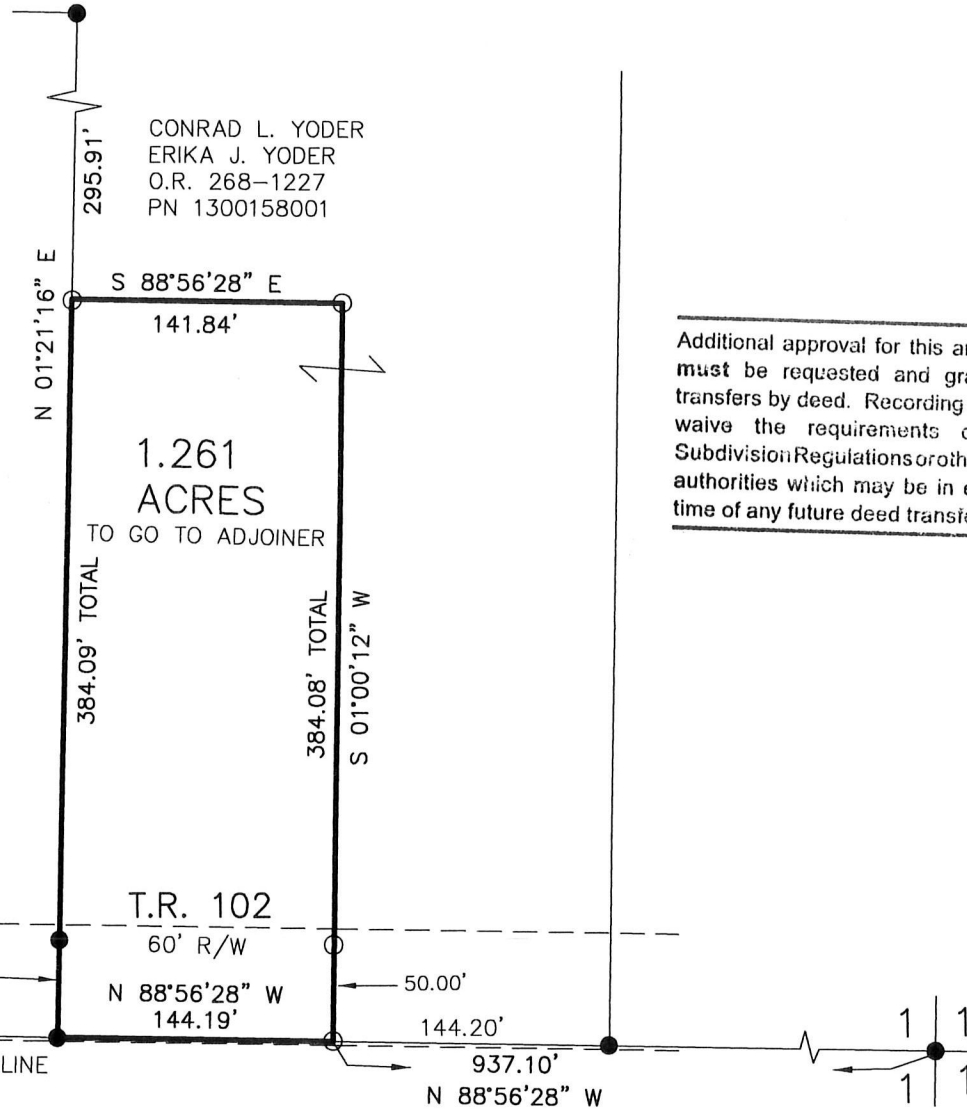 295.91'
CONRAD L. YODER
ERIKA J. YODER
O.R. 268–1227
PN 1300158001
N 01°21'16" E
S 88°56'28" E
141.84'
1.261
ACRES
TO GO TO ADJOINER
384.09' TOTAL
384.08' TOTAL
S 01°00'12" W
Additional approval for this
must be requested and
transfers by deed. Recording
waive the requirements
Subdivision Regulations or
authorities which may be in
time of any future deed
T.R. 102
60' R/W
N 88°56'28" W
144.19'
50.00'
144.20'
937.10'
N 88°56'28" W
LINE
1 1
1 1